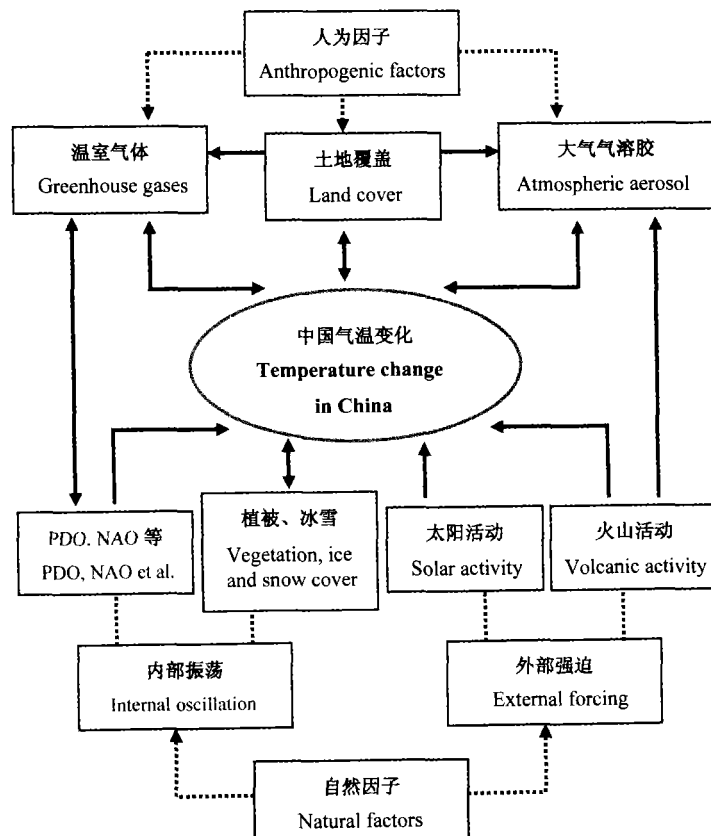 人为因子
Anthropogenic factors
温室气体
Greenhouse gases
土地覆盖
Land cover
大气气溶胶
Atmospheric aerosol
中国气温变化
Temperature change
in China
PDO. NAO 等
PDO, NAO et al.
植被、冰雪
Vegetation, ice
and snow cover
太阳活动
Solar activity
火山活动
Volcanic activity
内部振荡
Internal oscillation
外部强迫
External forcing
自然因子
Natural factors